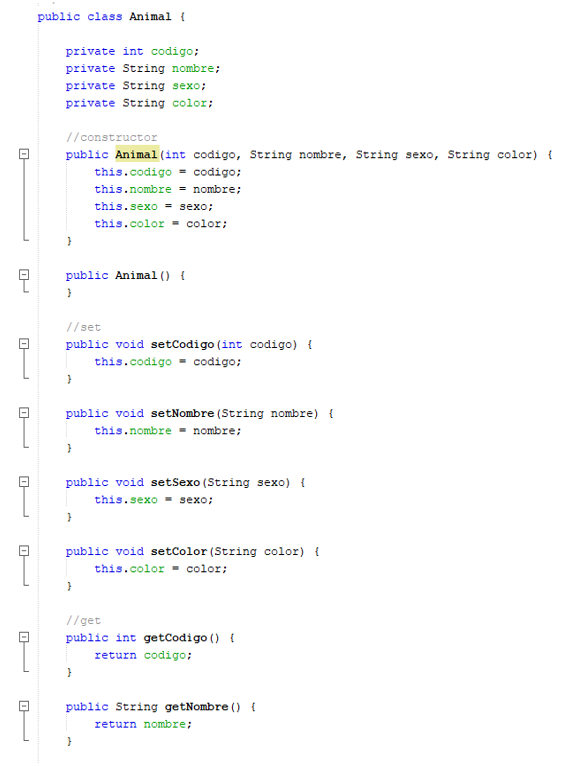 public class Animal {
private int codigo;
private String nombre;
private String sexo;
private String color;
//constructor
public Animal(int codigo, String nombre, String sexo, String color) {
this.codigo = codigo;
this.nombre = nombre;
this.sexo = sexo;
this.color = color;
}
public Animal() {
}
//set
public void setCodigo(int codigo) {
this.codigo = codigo;
}
public void setNombre(String nombre) {
this.nombre = nombre;
}
public void setSexo(String sexo) {
this.sexo = sexo;
}
public void setColor(String color) {
this.color = color;
}
//get
public int getCodigo() {
return codigo;
}
public String getNombre() {
return nombre;
}